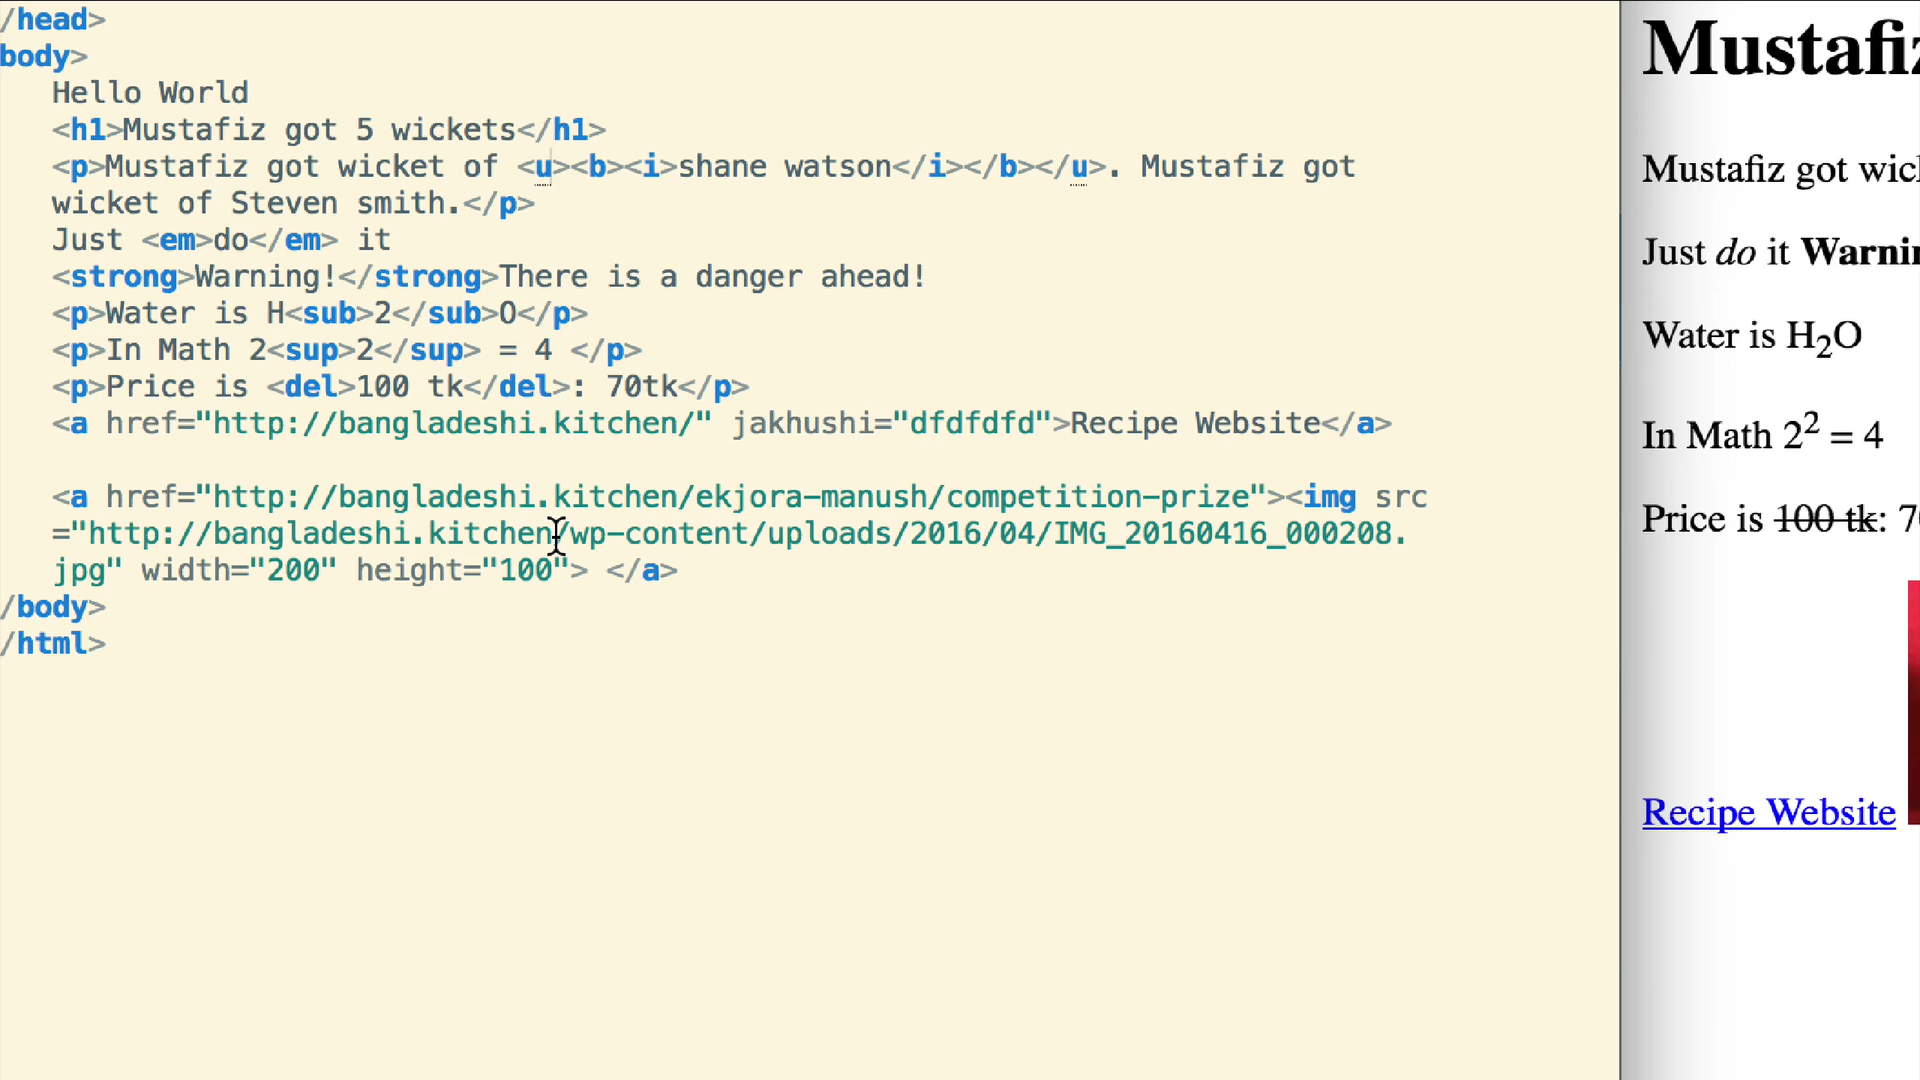 /head>
body>
Hello World
<h1>Mustafiz got 5 wickets</h1>
<p>Mustafiz got wicket of <u><b><i>shane watson</i></b></u>. Mustafiz got
wicket of Steven smith.</p>
Just <em>do</em> it
<strong>Warning!</strong>There is a danger ahead!
<p>Water is H<sub>2</sub>O</p>
<p>In Math 2<sup>2</sup> = 4 </p>
<p>Price is <del>100 tk</del>: 70tk</p>
<a href="http://bangladeshi.kitchen/" jakhushi="dfdfdfd">Recipe Website</a>
<a href="http://bangladeshi.kitchen/ekjora-manush/competition-prize"><img src
="http://bangladeshi.kitchen/wp-content/uploads/2016/04/IMG_20160416_000208.
jpg" width="200" height="100"> </a>
/body>
/html>
Mustafiz
Mustafiz got wick
Just do it Warnin
Water is H2O
In Math 2² = 4
Price is 100 tk: 70
Recipe Website